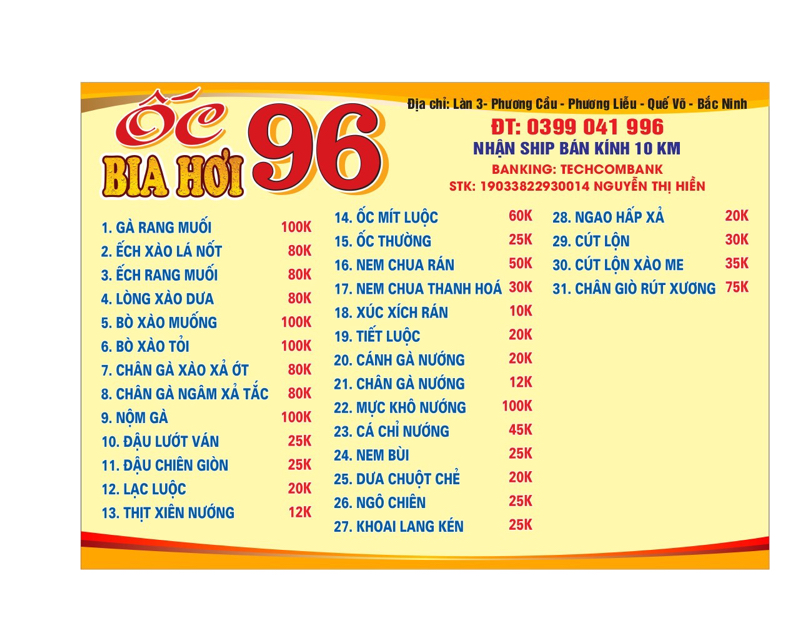 ỐC
BIA HƠI
96
Địa chỉ: Làn 3- Phương Cầu - Phương Liễu - Quế Võ - Bắc Ninh
ĐT: 0399 041 996
NHẬN SHIP BÁN KÍNH 10 KM
BANKING: TECHCOMBANK
STK: 19033822930014 NGUYỄN THỊ HIỀN
1. GÀ RANG MUỐI 100K
2. ẾCH XÀO LÁ NỐT 80K
3. ẾCH RANG MUỐI 80K
4. LÒNG XÀO DƯA 80K
5. BÒ XÀO MUỐNG 100K
6. BÒ XÀO TỎI 100K
7. CHÂN GÀ XÀO XẢ ỚT 80K
8. CHÂN GÀ NGÂM XẢ TẮC 80K
9. NỘM GÀ 100K
10. ĐẬU LƯỚT VÁN 25K
11. ĐẬU CHIÊN GIÒN 25K
12. LẠC LUỘC 20K
13. THỊT XIÊN NƯỚNG 12K
14. ỐC MÍT LUỘC 60K
15. ỐC THƯỜNG 25K
16. NEM CHUA RÁN 50K
17. NEM CHUA THANH HOÁ 30K
18. XÚC XÍCH RÁN 10K
19. TIẾT LUỘC 20K
20. CÁNH GÀ NƯỚNG 20K
21. CHÂN GÀ NƯỚNG 12K
22. MỰC KHÔ NƯỚNG 100K
23. CÁ CHỈ NƯỚNG 45K
24. NEM BÙI 25K
25. DƯA CHUỘT CHẺ 20K
26. NGÔ CHIÊN 25K
27. KHOAI LANG KÉN 25K
28. NGAO HẤP XẢ 20K
29. CÚT LỘN 30K
30. CÚT LỘN XÀO ME 35K
31. CHÂN GIÒ RÚT XƯƠNG 75K